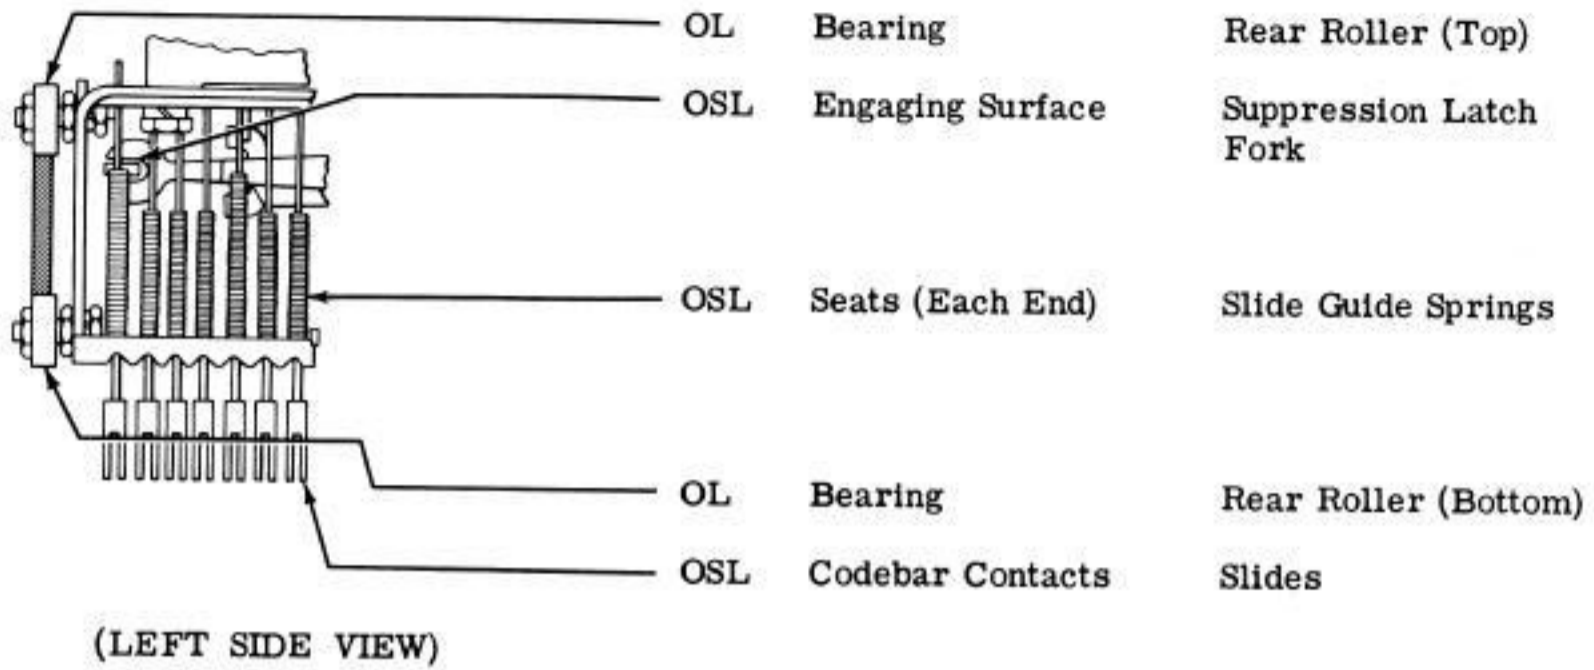 OL Bearing Rear Roller (Top)
OSL Engaging Surface Suppression Latch
Fork
OSL Seats (Each End) Slide Guide Springs
OL Bearing Rear Roller (Bottom)
OSL Codebar Contacts Slides
(LEFT SIDE VIEW)